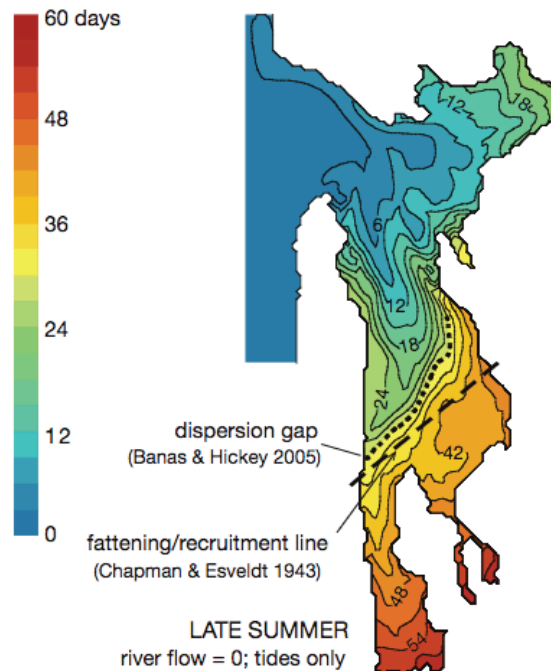 60 days
48
36
24
12
0
12
18
6
12
18
24
42
48
54
dispersion gap
(Banas & Hickey 2005)
fattening/recruitment line
(Chapman & Esveldt 1943)
LATE SUMMER
river flow = 0; tides only